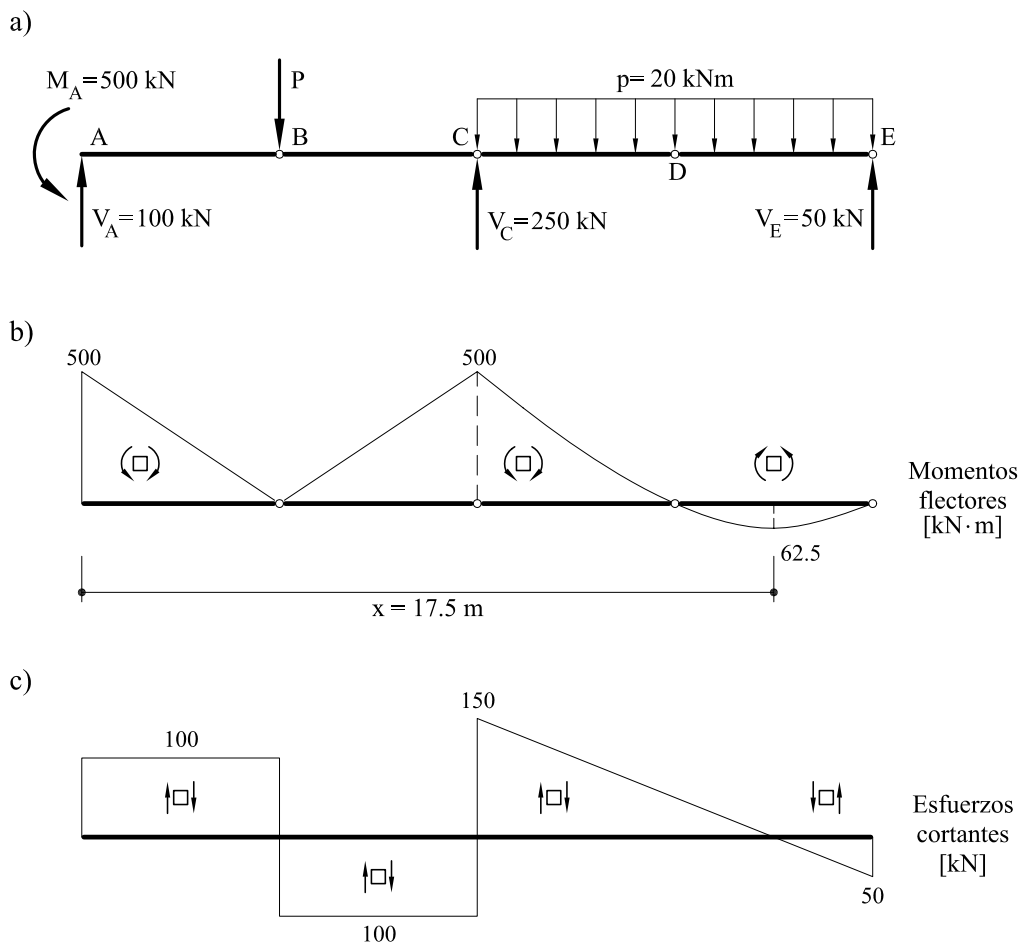 a)
M_A=500 kN
P
p= 20 kNm
A
B
C
D
E
V_A=100 kN
V_C=250 kN
V_E=50 kN
b)
500
500
62.5
Momentos
flectores
[kN·m]
x = 17.5 m
c)
150
100
100
50
Esfuerzos
cortantes
[kN]